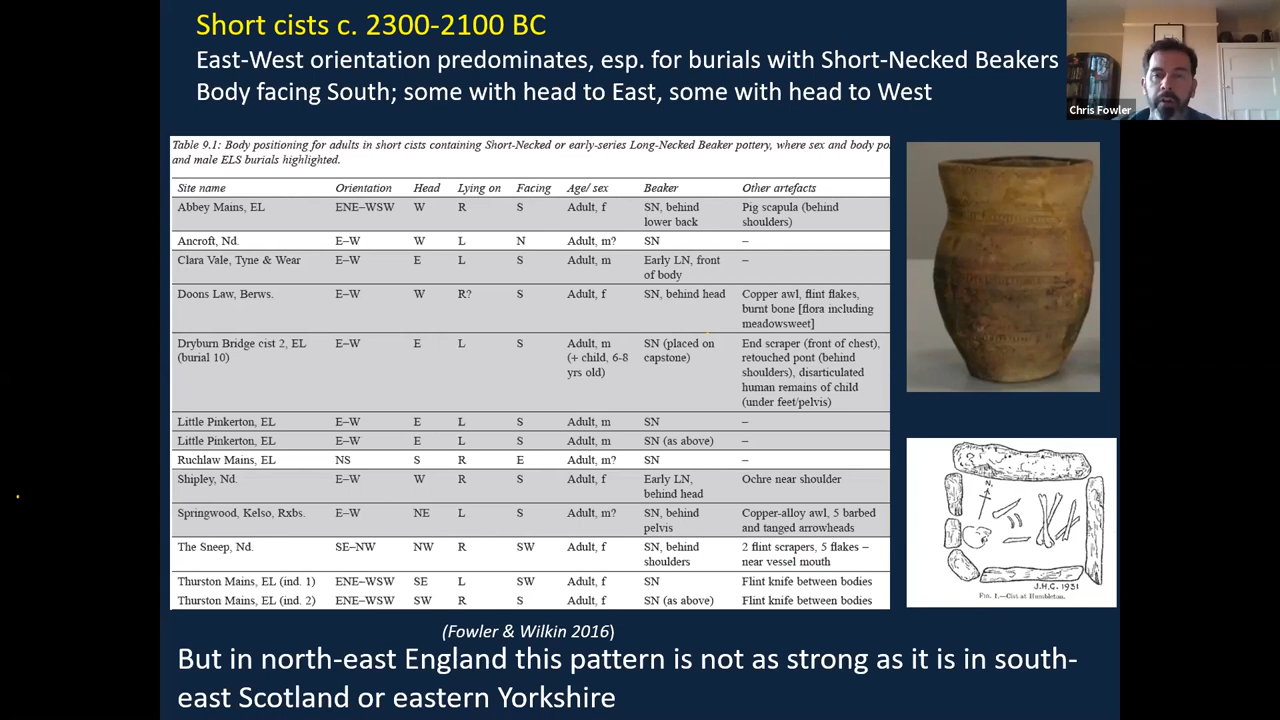 Short cists c. 2300-2100 BC
East-West orientation predominates, esp. for burials with Short-Necked Beakers
Body facing South; some with head to East, some with head to West
Chris Fowler
Table 9.1: Body positioning for adults in short cists containing Short-Necked or early-series Long-Necked Beaker pottery, where sex and body po
and male ELS burials highlighted.
Site name Orientation Head Lying on Facing Age/ sex Beaker Other artefacts
Abbey Mains, EL ENE–WSW W R S Adult, f SN, behind Pig scapula (behind
lower back shoulders)
Ancroft, Nd. E–W W L N Adult, m? SN –
Clara Vale, Tyne & Wear E–W E L S Adult, m Early LN, front –
of body
Doons Law, Berws. E–W W R? S Adult, f SN, behind head Copper awl, flint flakes,
burnt bone [flora including
meadowsweet]
Dryburn Bridge cist 2, EL E–W E L S Adult, m SN (placed on End scraper (front of chest),
(burial 10) (+ child, 6-8 capstone) retouched pont (behind
yrs old) shoulders), disarticulated
human remains of child
(under feet/pelvis)
Little Pinkerton, EL E–W E L S Adult, m SN –
Little Pinkerton, EL E–W E L S Adult, m SN (as above) –
Ruchlaw Mains, EL NS S R E Adult, m? SN –
Shipley, Nd. E–W W R S Adult, f Early LN, Ochre near shoulder
behind head
Springwood, Kelso, Rxbs. E–W NE L S Adult, m? SN, behind Copper-alloy awl, 5 barbed
pelvis and tanged arrowheads
The Sneep, Nd. SE–NW NW R SW Adult, f SN, behind 2 flint scrapers, 5 flakes –
shoulders near vessel mouth
Thurston Mains, EL (ind. 1) ENE–WSW SE L SW Adult, f SN Flint knife between bodies
Thurston Mains, EL (ind. 2) ENE–WSW SW R S Adult, f SN (as above) Flint knife between bodies
N.
J.H.C. 1931
FIG. 1.—Cist at Humbleton.
(Fowler & Wilkin 2016)
But in north-east England this pattern is not as strong as it is in south-
east Scotland or eastern Yorkshire